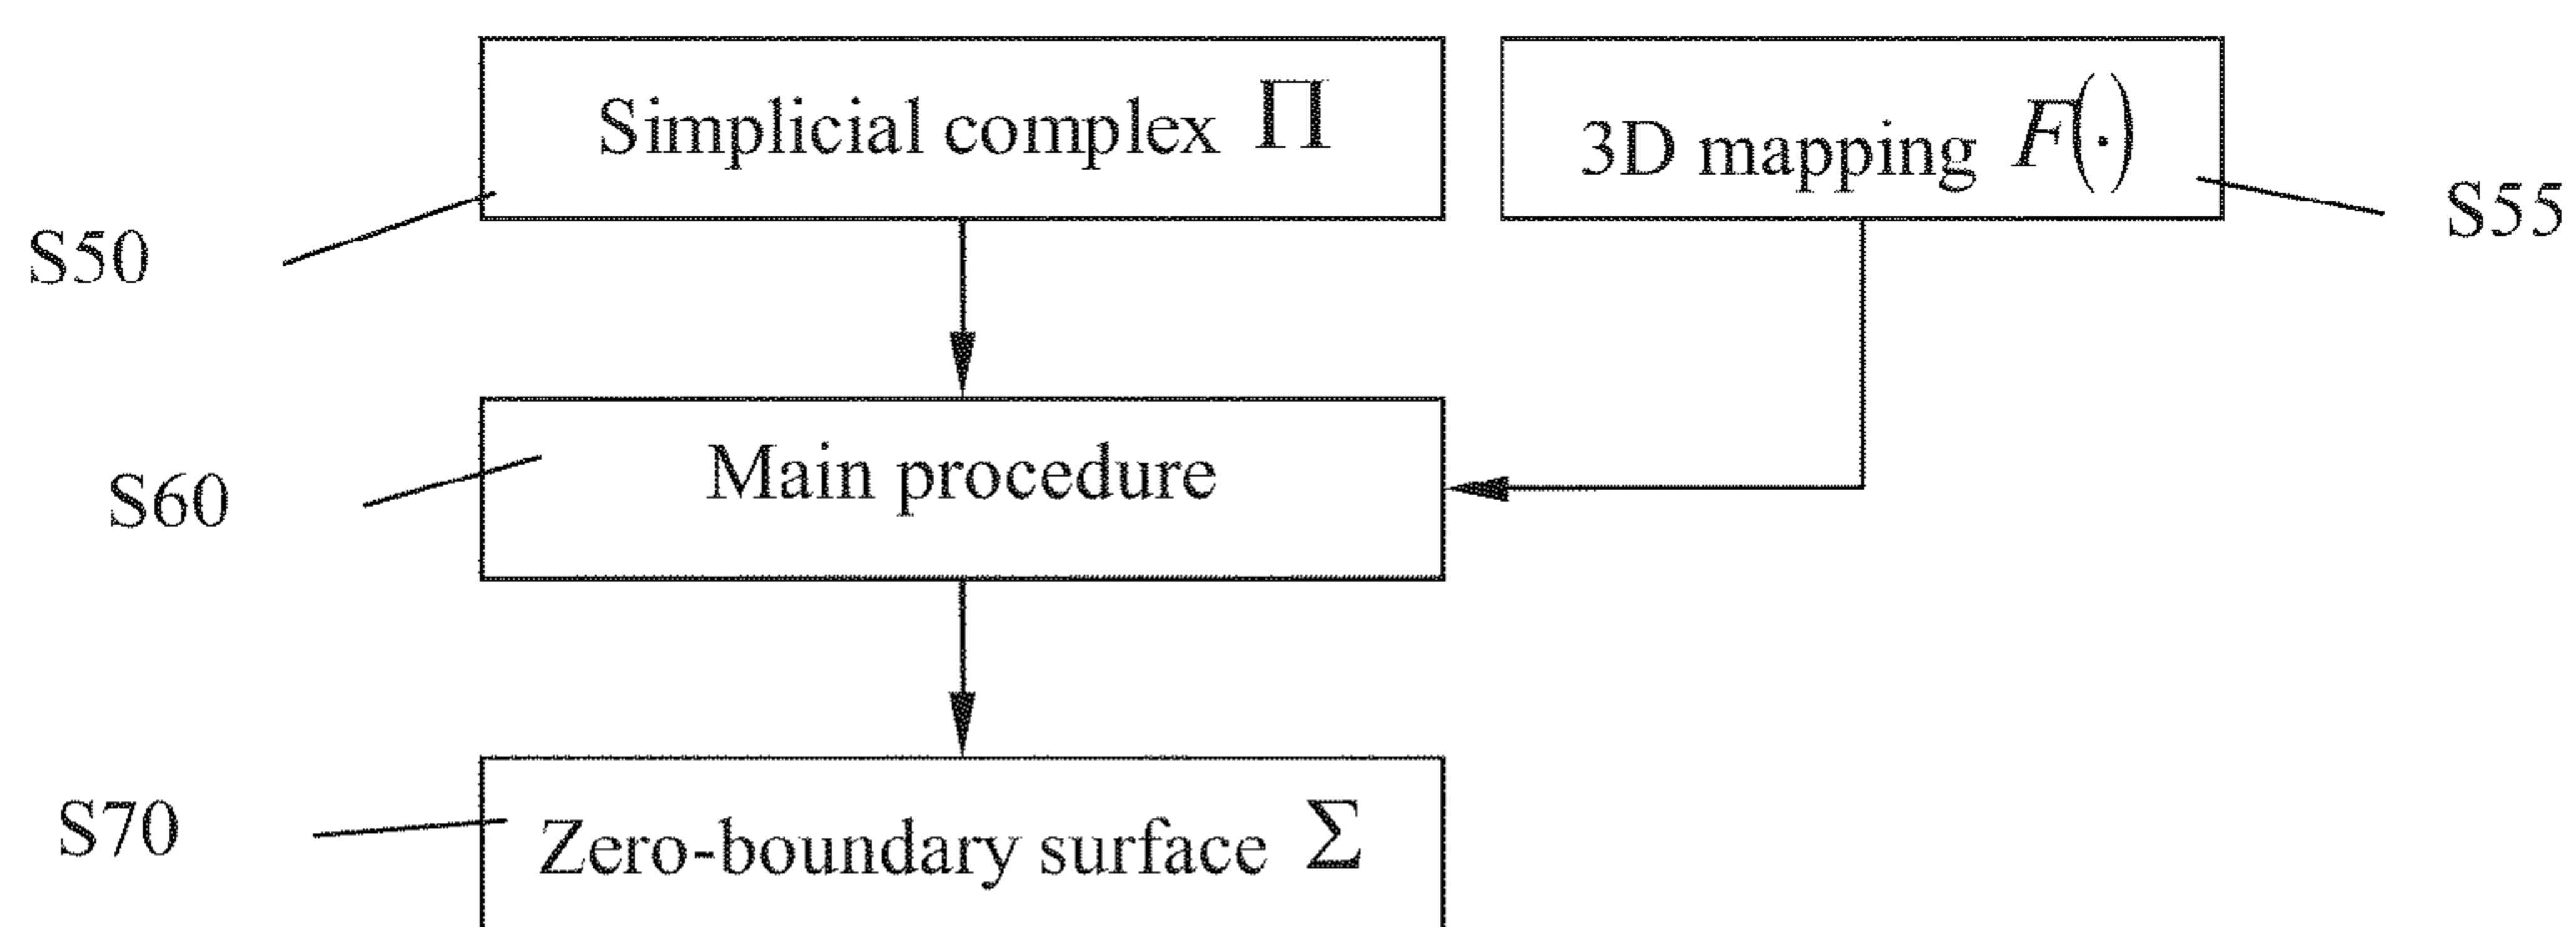 Simplicial complex Π
3D mapping F(·)
S50
S55
Main procedure
S60
Zero-boundary surface Σ
S70